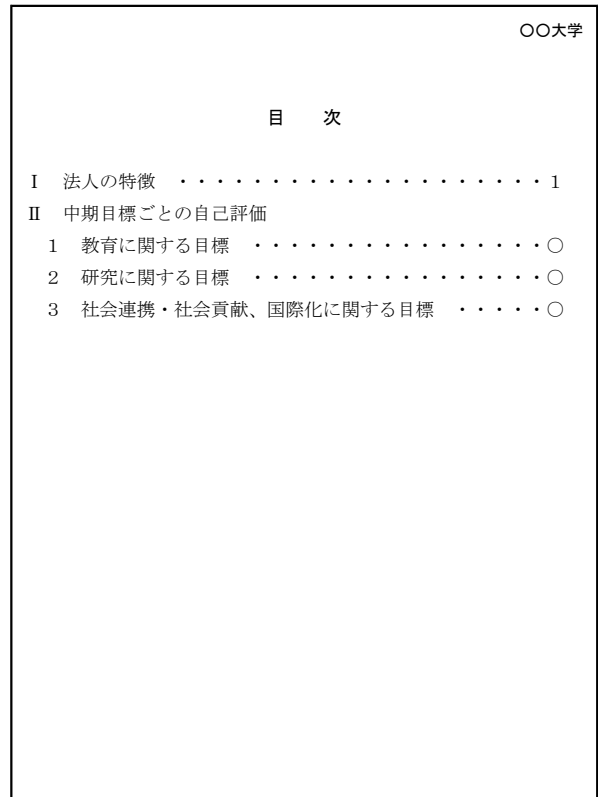 〇〇大学
目　次
Ⅰ　法人の特徴　・・・・・・・・・・・・・・・・・・・・１
Ⅱ　中期目標ごとの自己評価
１　教育に関する目標　・・・・・・・・・・・・・・・・○
２　研究に関する目標　・・・・・・・・・・・・・・・・○
３　社会連携・社会貢献、国際化に関する目標　・・・・・○